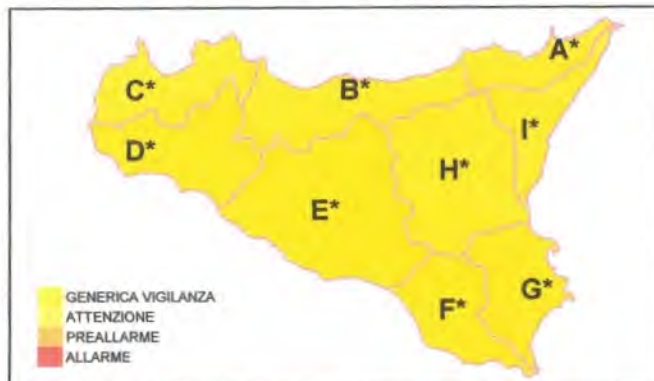 A*
C*
B*
I*
D*
H*
E*
G*
F*
GENERICA VIGILANZA
ATTENZIONE
PREALLARME
ALLARME